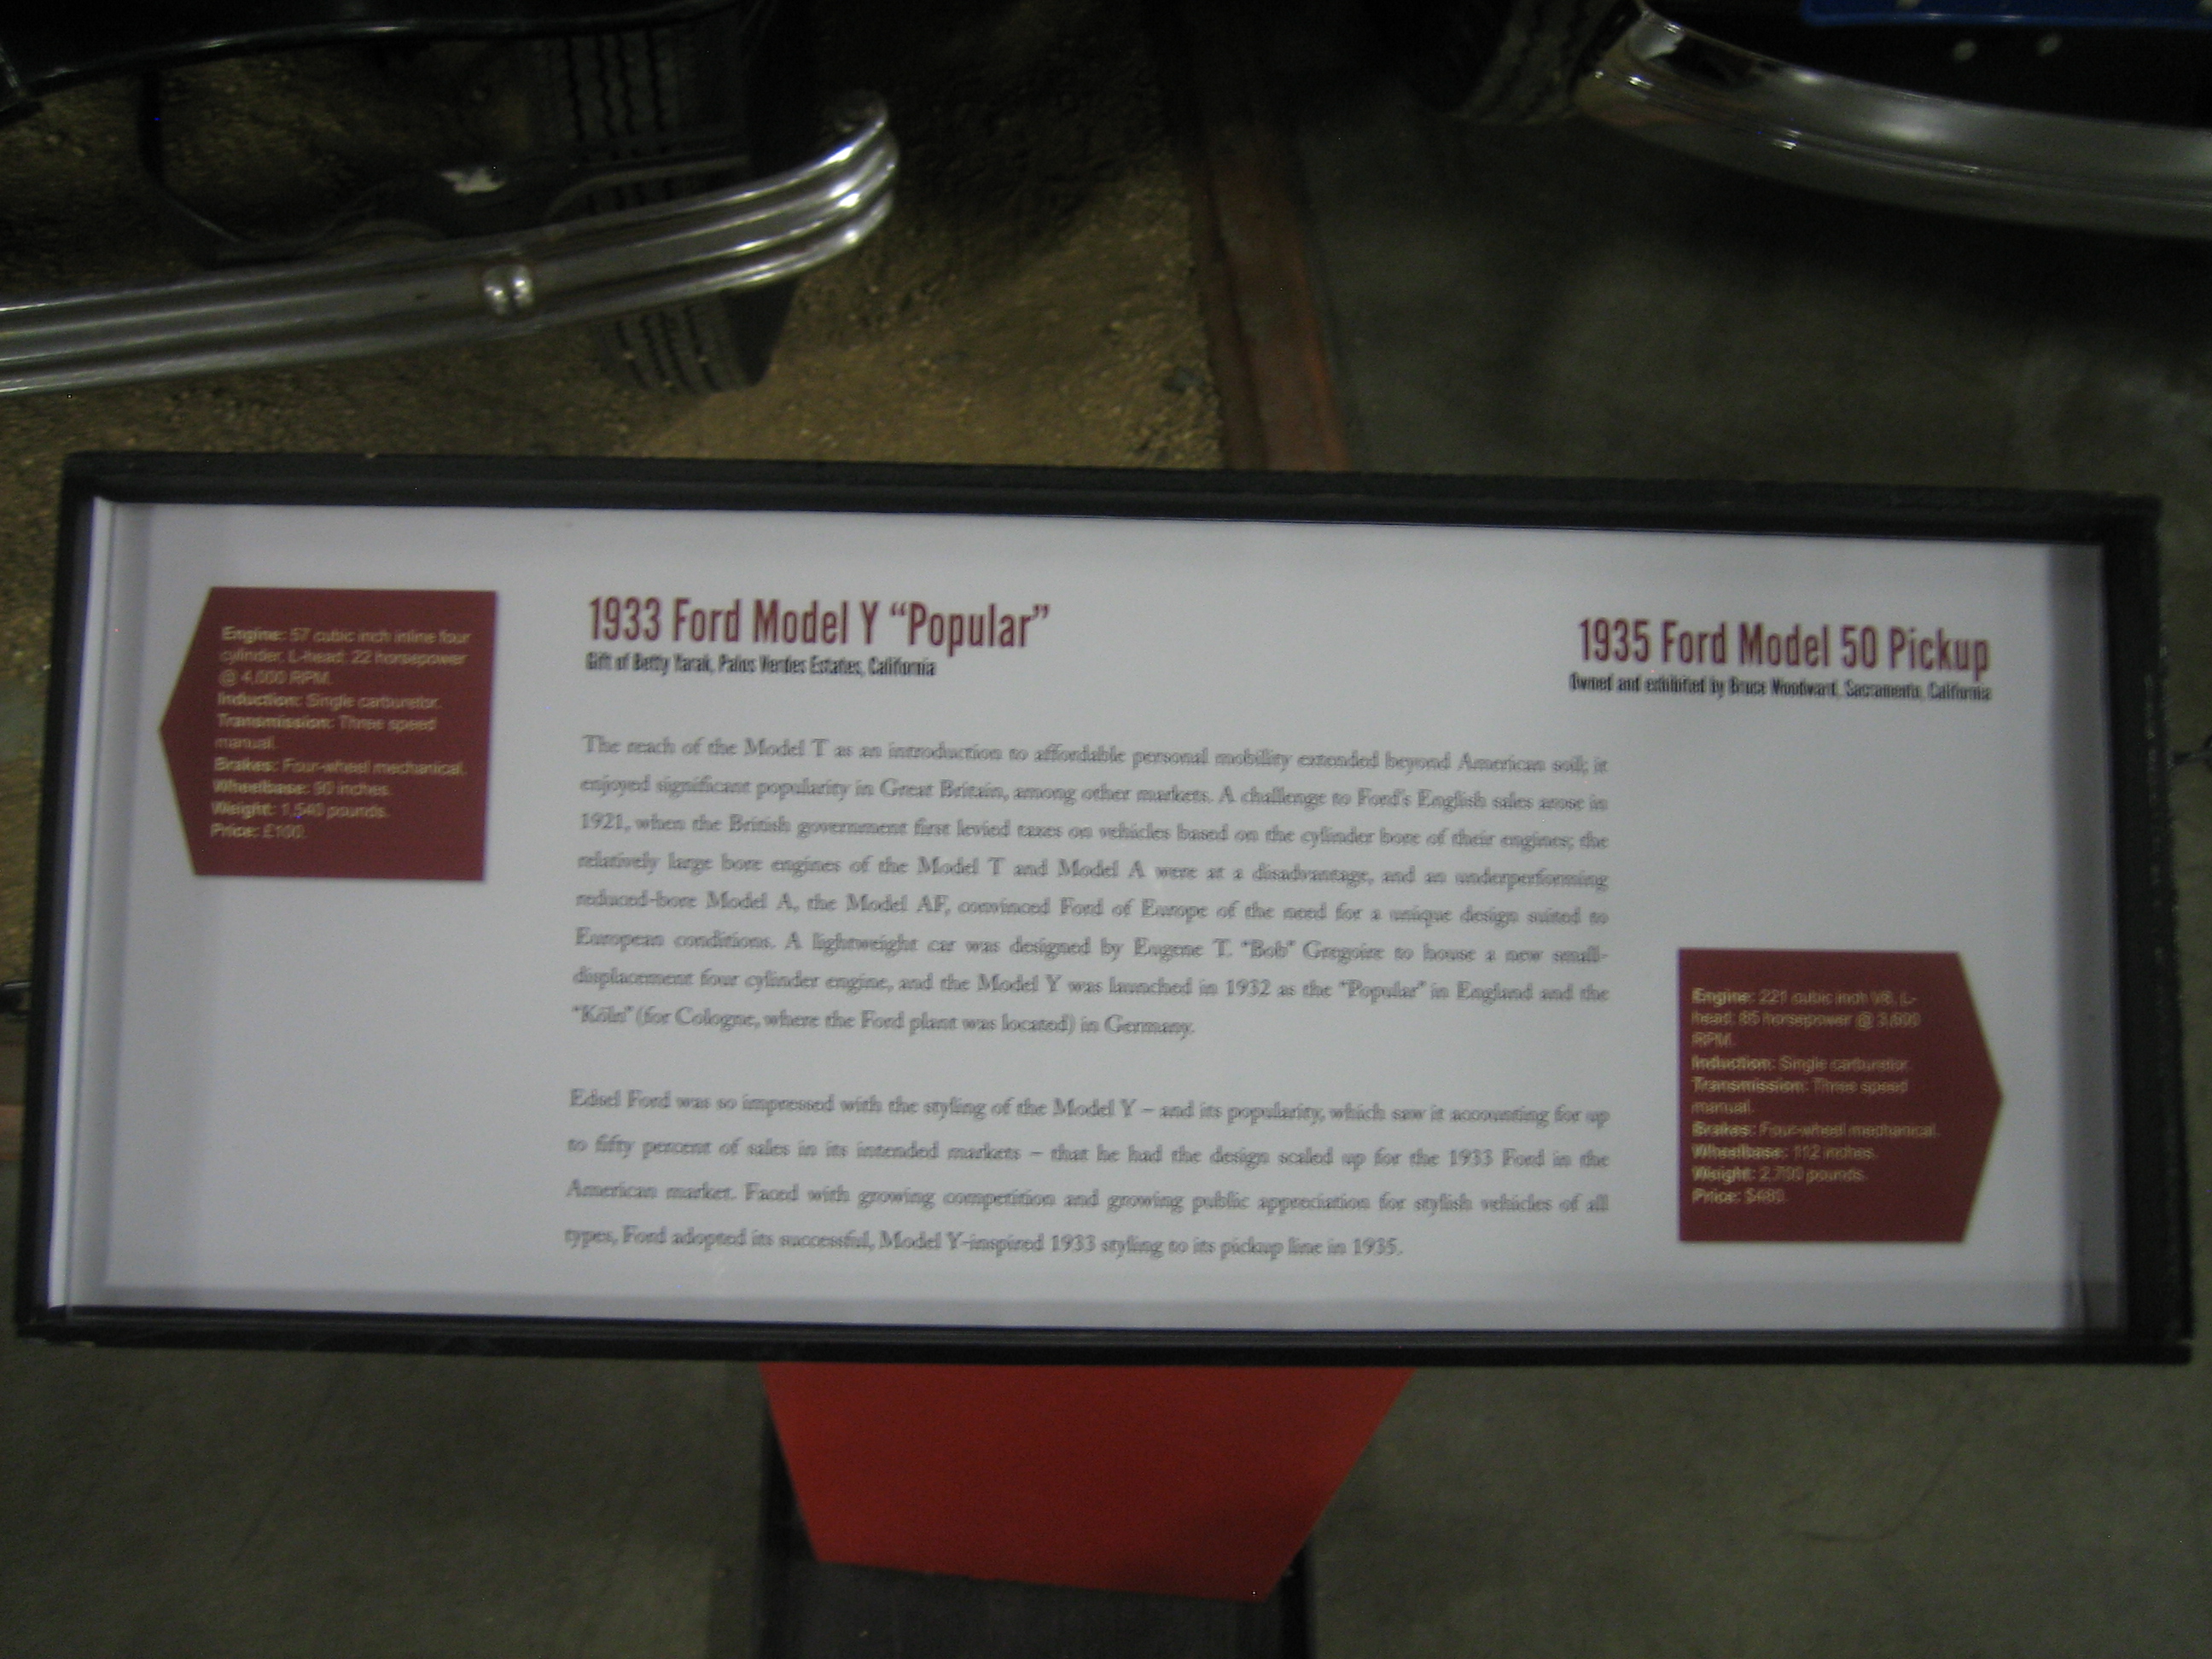 1933 Ford Model Y “Popular”
Gift of Betty Yarak, Palos Verdes Estates, California
Engine: 57 cubic inch inline four
cylinder, L-head; 22 horsepower
@ 4,000 RPM.
Induction: Single carburetor.
Transmission: Three speed
manual.
Brakes: Four-wheel mechanical.
Wheelbase: 90 inches.
Weight: 1,540 pounds.
Price: £100.
1935 Ford Model 50 Pickup
Owned and exhibited by Bruce Woodward, Sacramento, California
The reach of the Model T as an introduction to affordable personal mobility extended beyond American soil; it
enjoyed significant popularity in Great Britain, among other markets. A challenge to Ford's English sales arose in
1921, when the British government first levied taxes on vehicles based on the cylinder bore of their engines; the
relatively large bore engines of the Model T and Model A were at a disadvantage, and an underperforming
reduced-bore Model A, the Model AF, convinced Ford of Europe of the need for a unique design suited to
European conditions. A lightweight car was designed by Eugene T. “Bob” Gregoire to house a new small-
displacement four cylinder engine, and the Model Y was launched in 1932 as the “Popular” in England and the
“Köln” (for Cologne, where the Ford plant was located) in Germany.
Edsel Ford was so impressed with the styling of the Model Y – and its popularity, which saw it accounting for up
to fifty percent of sales in its intended markets – that he had the design scaled up for the 1933 Ford in the
American market. Faced with growing competition and growing public appreciation for stylish vehicles of all
types, Ford adopted its successful, Model Y-inspired 1933 styling to its pickup line in 1935.
Engine: 221 cubic inch V8, L-
head; 85 horsepower @ 3,800
RPM.
Induction: Single carburetor.
Transmission: Three speed
manual.
Brakes: Four-wheel mechanical.
Wheelbase: 112 inches.
Weight: pounds.
Price: $480.